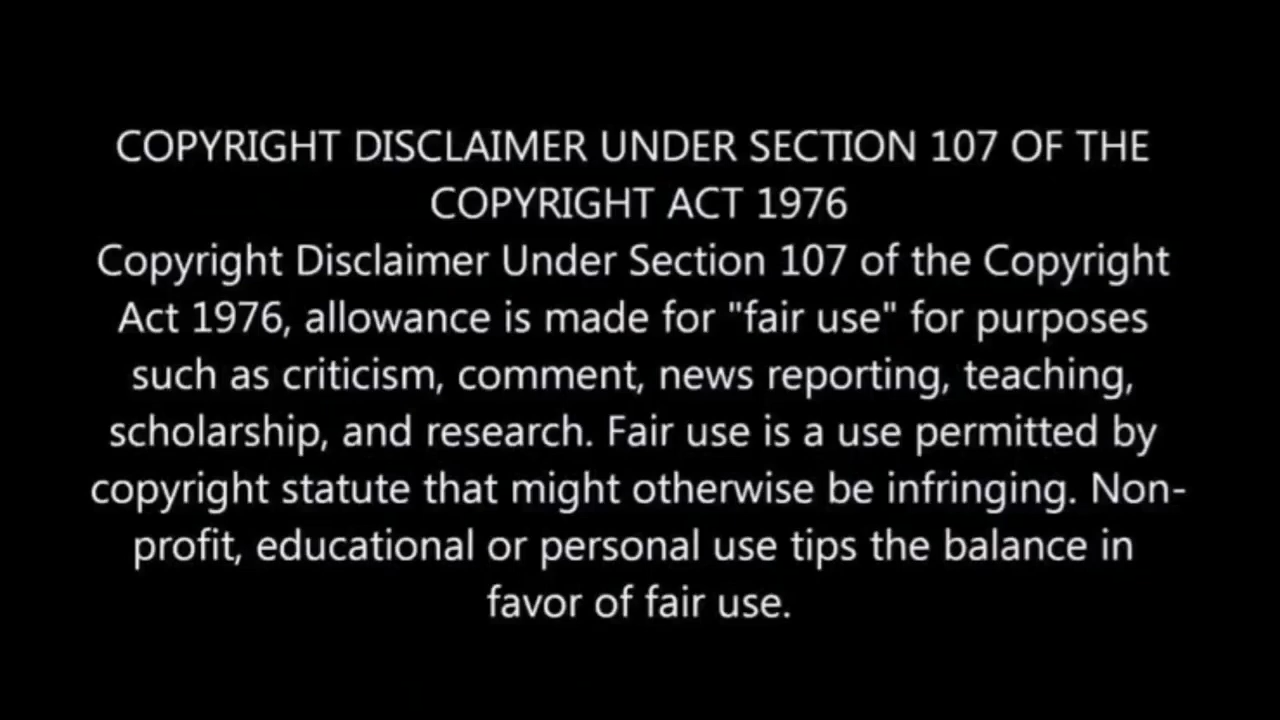 COPYRIGHT DISCLAIMER UNDER SECTION 107 OF THE
COPYRIGHT ACT 1976
Copyright Disclaimer Under Section 107 of the Copyright
Act 1976, allowance is made for "fair use" for purposes
such as criticism, comment, news reporting, teaching,
scholarship, and research. Fair use is a use permitted by
copyright statute that might otherwise be infringing. Non-
profit, educational or personal use tips the balance in
favor of fair use.